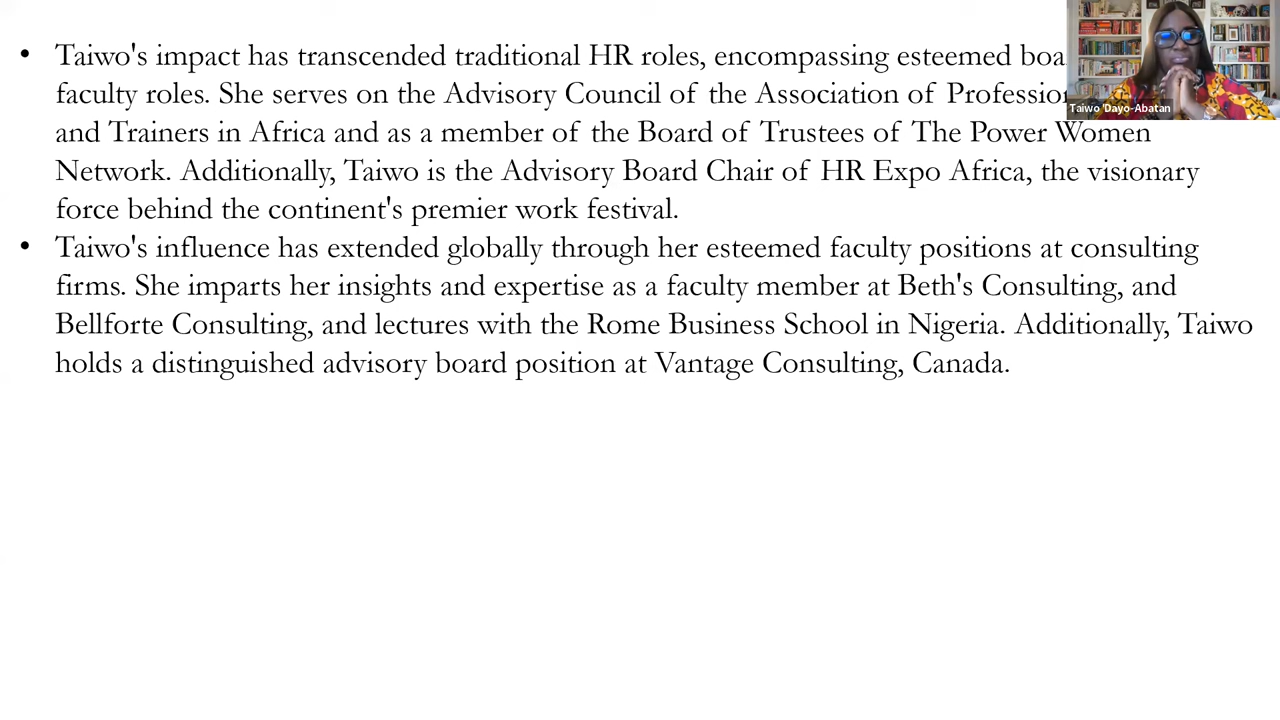 • Taiwo's impact has transcended traditional HR roles, encompassing esteemed
faculty roles. She serves on the Advisory Council of the Association of
and Trainers in Africa and as a member of the Board of Trustees of The Power Women
Network. Additionally, Taiwo is the Advisory Board Chair of HR Expo Africa, the visionary
force behind the continent's premier work festival.
• Taiwo's influence has extended globally through her esteemed faculty positions at consulting
firms. She imparts her insights and expertise as a faculty member at Beth's Consulting, and
Bellforte Consulting, and lectures with the Rome Business School in Nigeria. Additionally, Taiwo
holds a distinguished advisory board position at Vantage Consulting, Canada.
Taiwo 'Dayo-Abatan